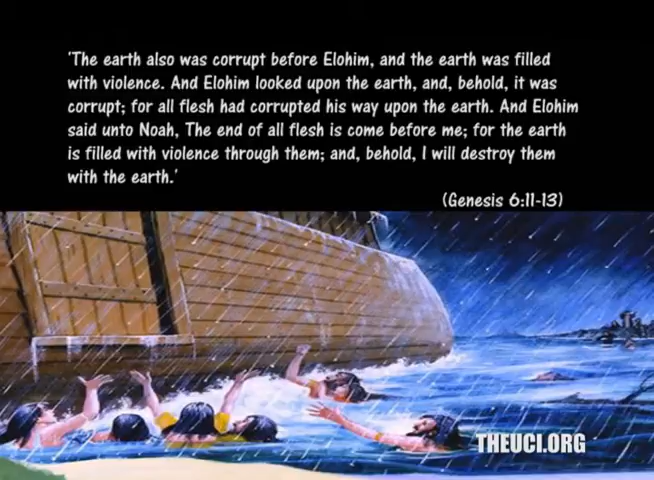 'The earth also was corrupt before Elohim, and the earth was filled
with violence. And Elohim looked upon the earth, and, behold, it was
corrupt; for all flesh had corrupted his way upon the earth. And Elohim
said unto Noah, The end of all flesh is come before me; for the earth
is filled with violence through them; and, behold, I will destroy them
with the earth.'
(Genesis 6:11-13)
THEUCI.ORG